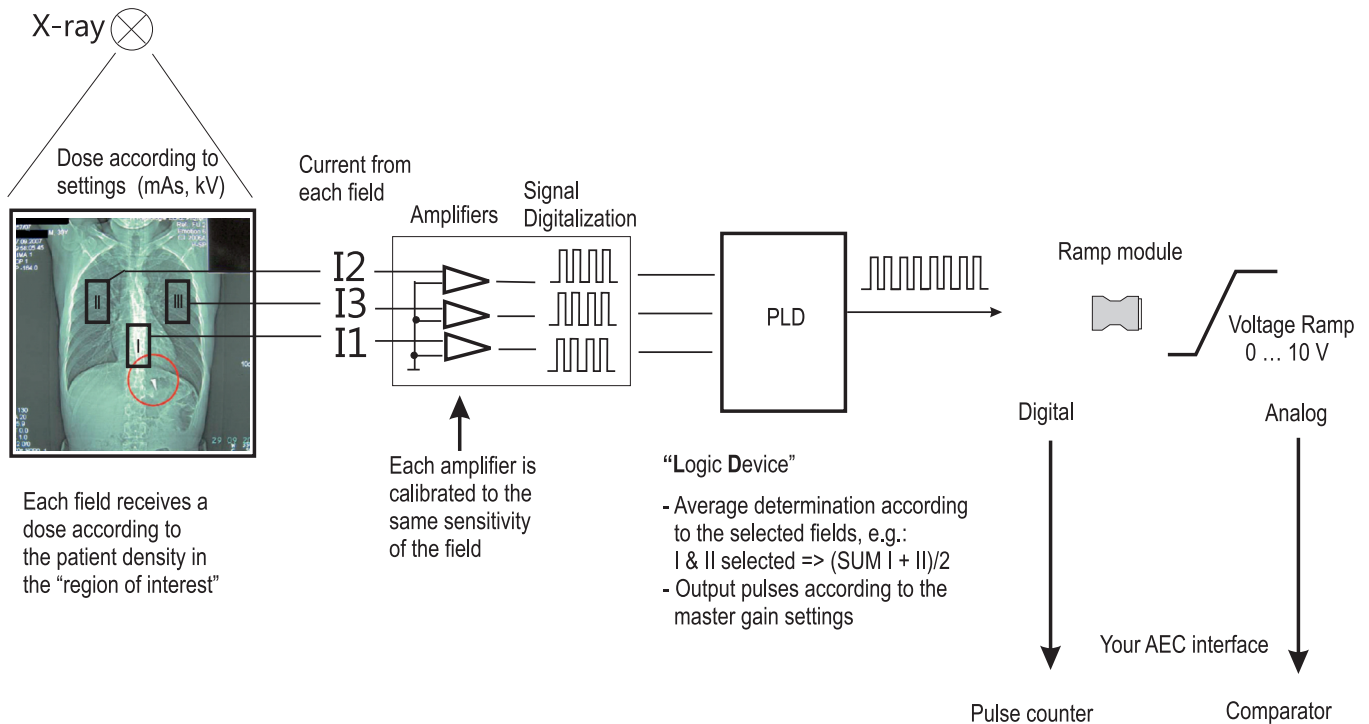 X-ray
Dose according to
settings (mAs, kV)
Current from
each field
Amplifiers
Signal
Digitalization
I2
I3
I1
II
III
I
PLD
Ramp module
Voltage Ramp
0 ... 10 V
Each field receives a
dose according to
the patient density in
the “region of interest”
Each amplifier is
calibrated to the
same sensitivity
of the field
“Logic Device”
- Average determination according
to the selected fields, e.g.:
I & II selected => (SUM I + II)/2
- Output pulses according to the
master gain settings
Digital
Analog
Your AEC interface
Pulse counter
Comparator